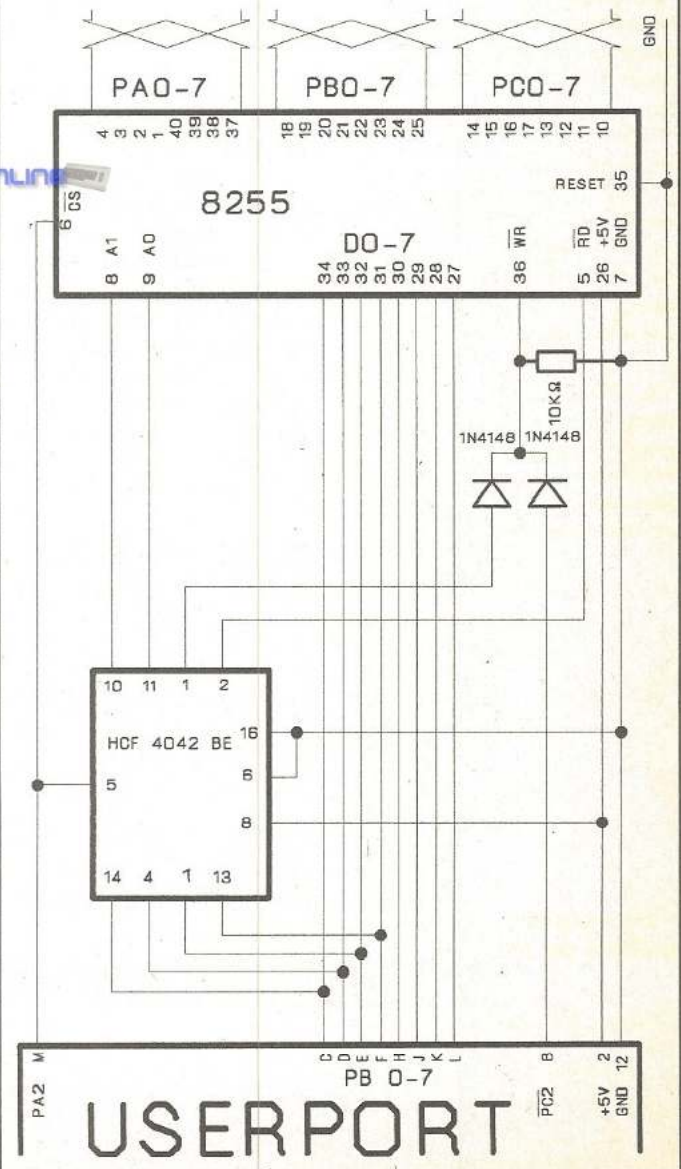 GND
PA0-7 PB0-7 PC0-7
4 3 2 1 40 39 38 37 18 19 20 21 22 23 24 25 14 15 16 17 13 12 11 10
NLINE
CS
6
8255
RESET 35
A1 A0 D0-7 WR RD +5V GND
8 9 34 33 32 31 30 29 28 27 36 5 26 7
10KΩ
1N4148 1N4148
10 11 1 2
HCF 4042 BE 16
5 6
8
14 4 7 13
M C D E F H J K L 8 2 12
PA2 PB 0-7 PC2 +5V GND
USERPORT